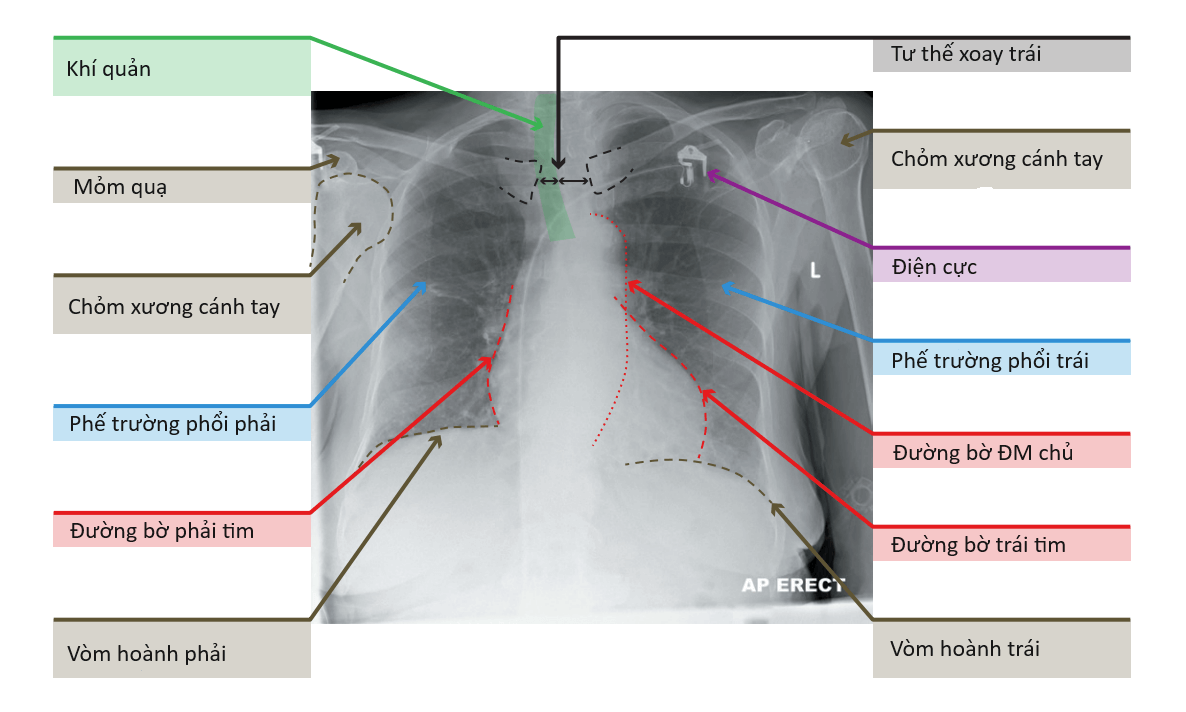 Khí quản
Mỏm quạ
Chỏm xương cánh tay
Phế trường phổi phải
Đường bờ phải tim
Vòm hoành phải
Tư thế xoay trái
Chỏm xương cánh tay
Điện cực
Phế trường phổi trái
Đường bờ ĐM chủ
Đường bờ trái tim
Vòm hoành trái
L
AP ERECT